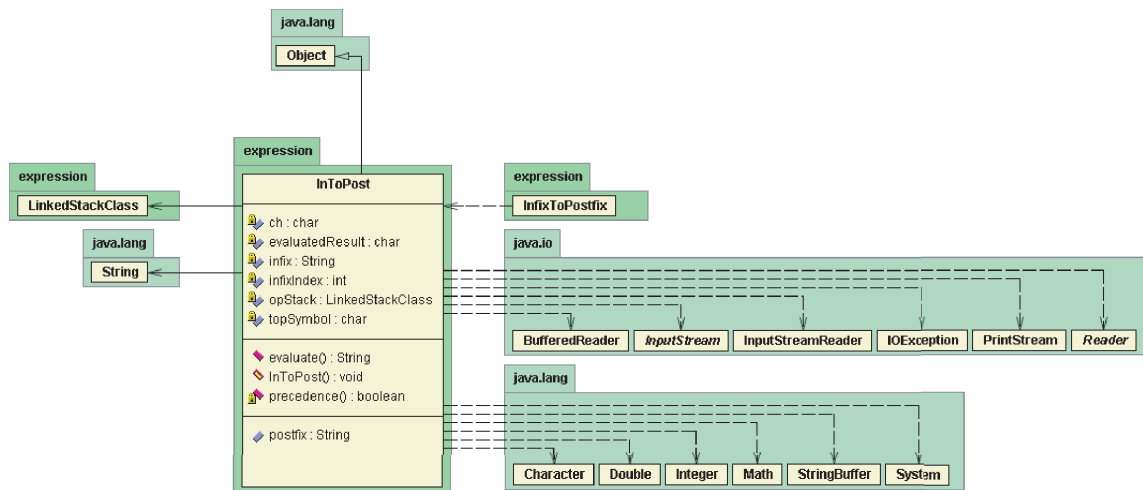 java.lang
Object
expression
InToPost
expression
LinkedStackClass
java.lang
String
ch : char
evaluatedResult : char
infix : String
infixIndex : int
opStack : LinkedStackClass
topSymbol : char
evaluate() : String
InToPost() : void
precedence() : boolean
postfix : String
expression
InfixToPostfix
java.io
BufferedReader InputStream InputStreamReader IOException PrintStream Reader
java.lang
Character Double Integer Math StringBuffer System